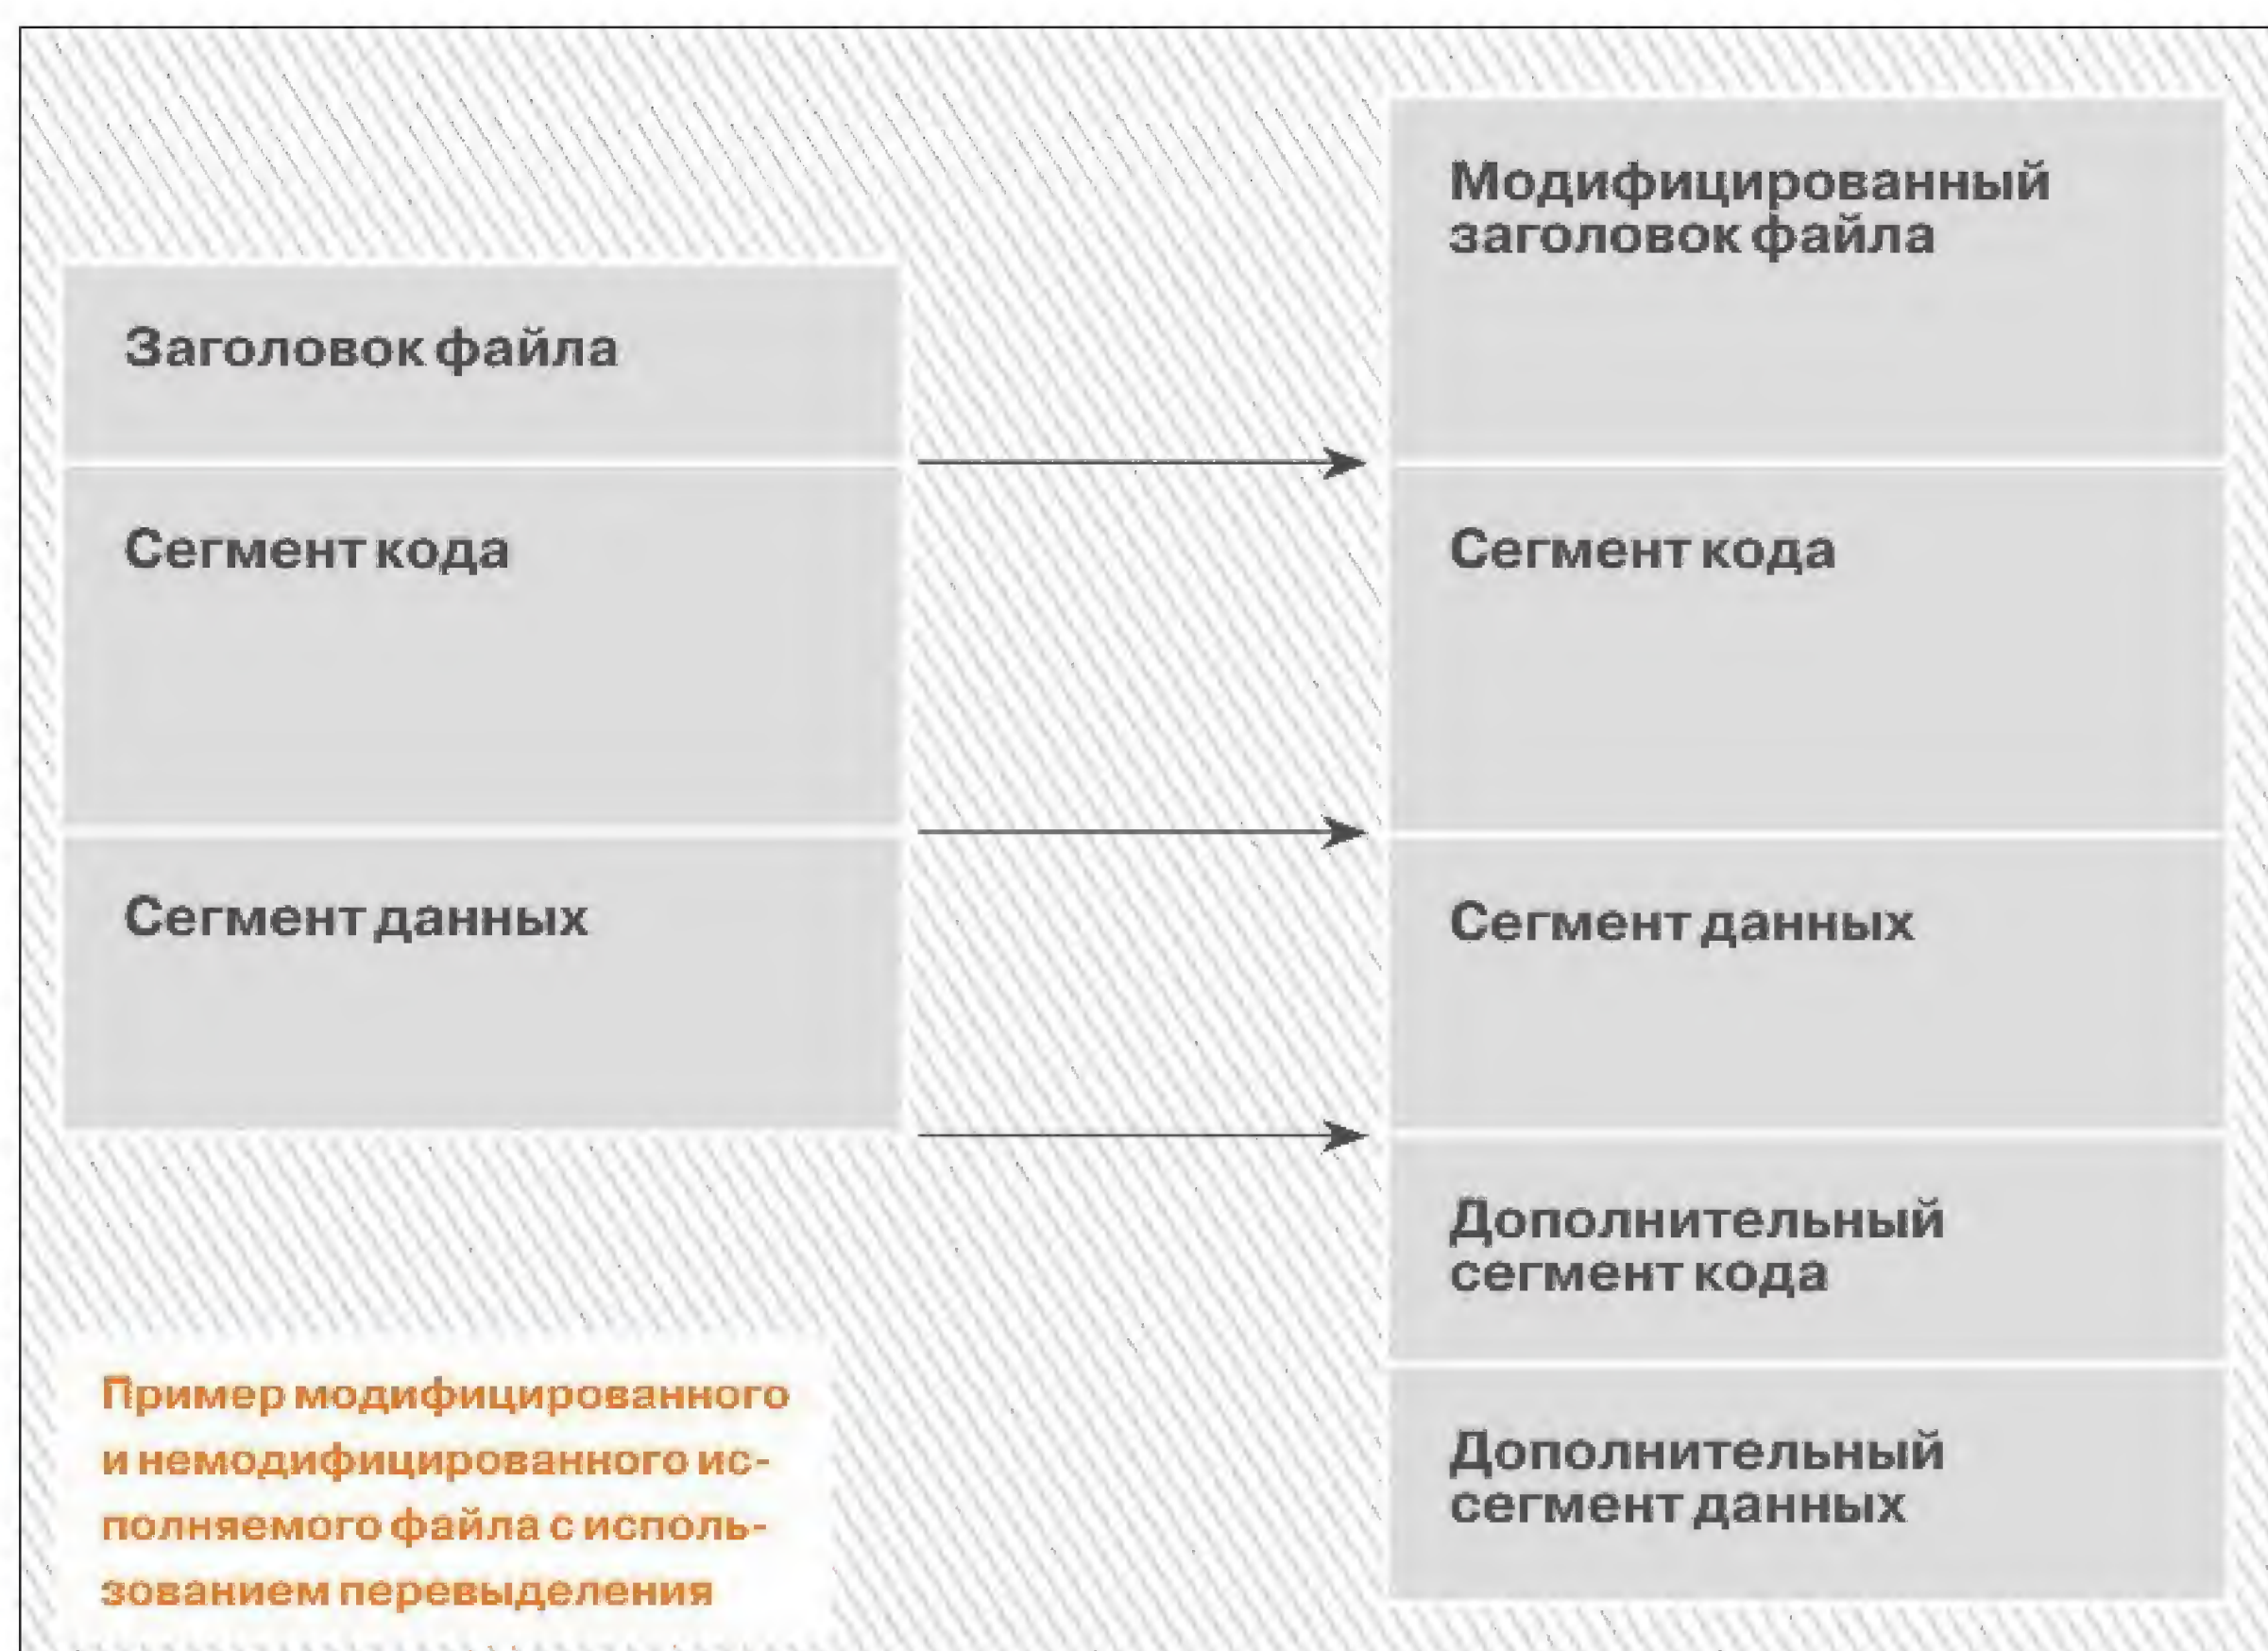 Заголовок файла
Сегмент кода
Сегмент данных
Модифицированный
заголовок файла
Сегмент кода
Сегмент данных
Дополнительный
сегмент кода
Дополнительный
сегмент данных
Пример модифицированного
и немодифицированного ис-
полняемого файла с исполь-
зованием перевыделения